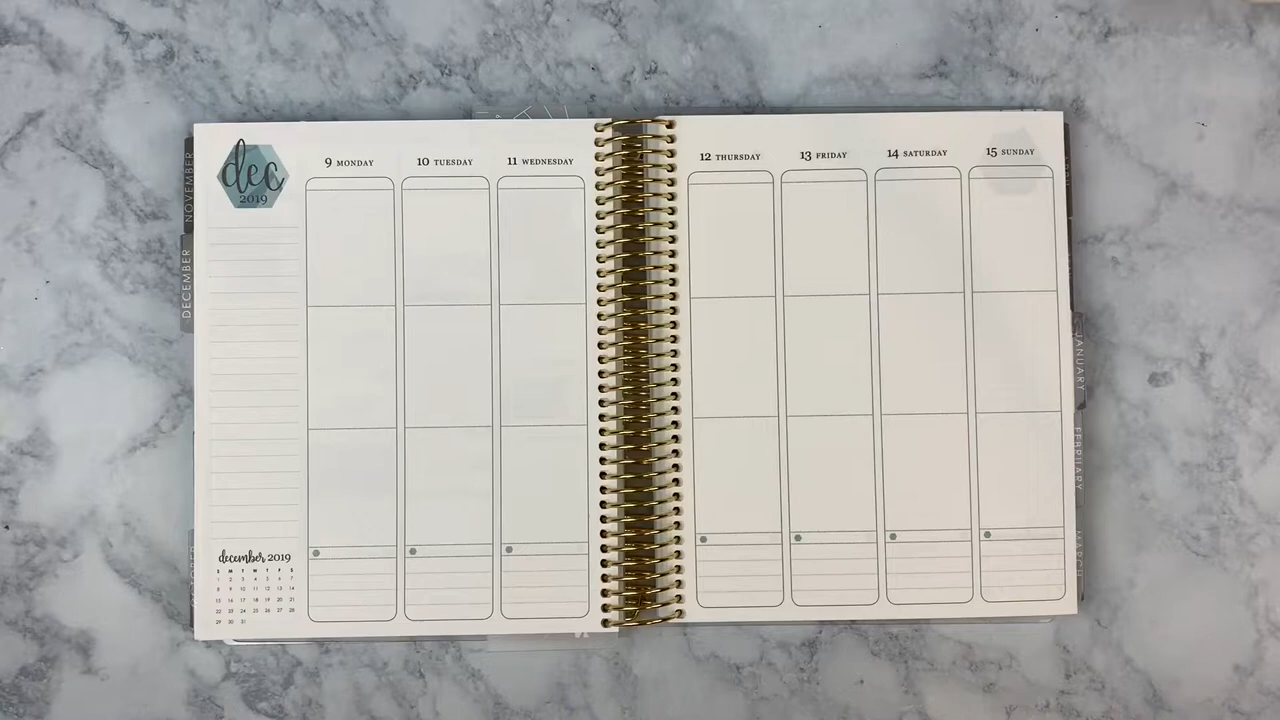 dec
2019
9 MONDAY
10 TUESDAY
11 WEDNESDAY
12 THURSDAY
13 FRIDAY
14 SATURDAY
15 SUNDAY
NOVEMBER
DECEMBER
december 2019
S M T W T F S
1 2 3 4 5 6 7
8 9 10 11 12 13 14
15 16 17 18 19 20 21
22 23 24 25 26 27 28
29 30 31
JANUARY
FEBRUARY
MARCH